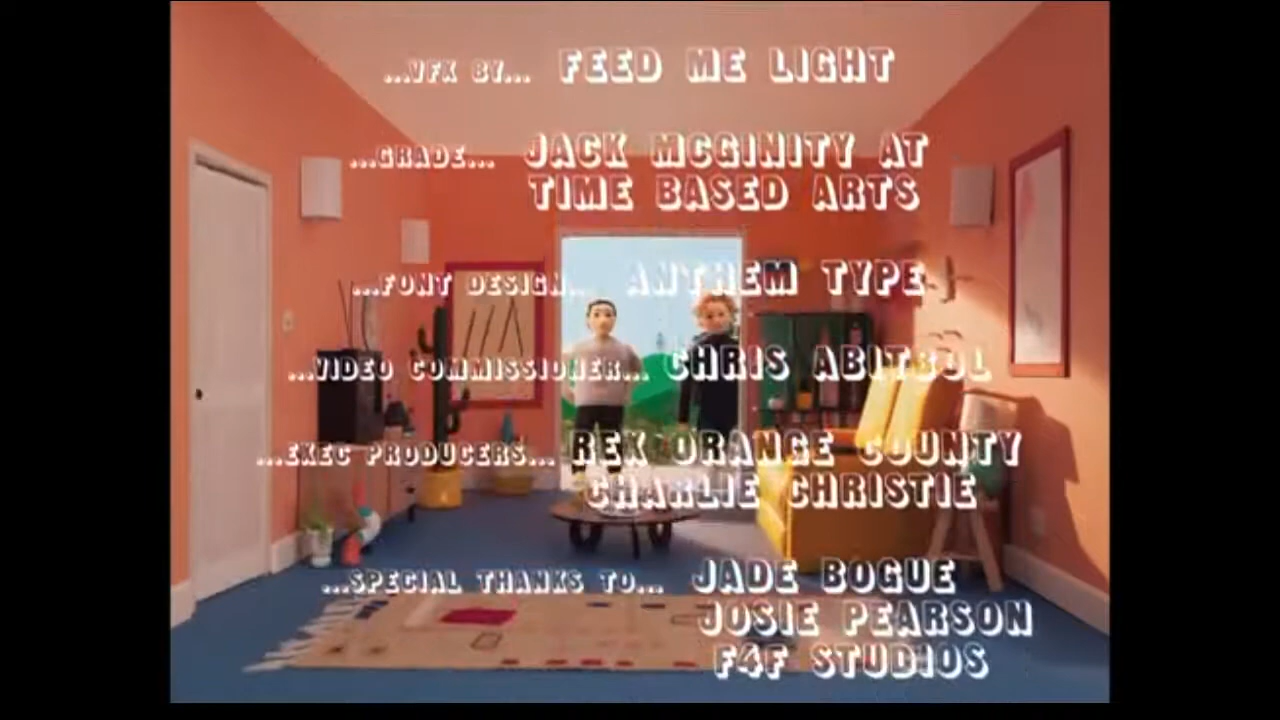 ...VFX BY... FEED ME LIGHT
...GRADE... JACK MCGINITY AT
TIME BASED ARTS
...FONT DESIGN... ANTHEM TYPE
...VIDEO COMMISSIONER... CHRIS ABITBOL
...EXEC PRODUCERS... REX ORANGE COUNTY
CHARLIE CHRISTIE
...SPECIAL THANKS TO... JADE BOGUE
JOSIE PEARSON
F4F STUDIOS